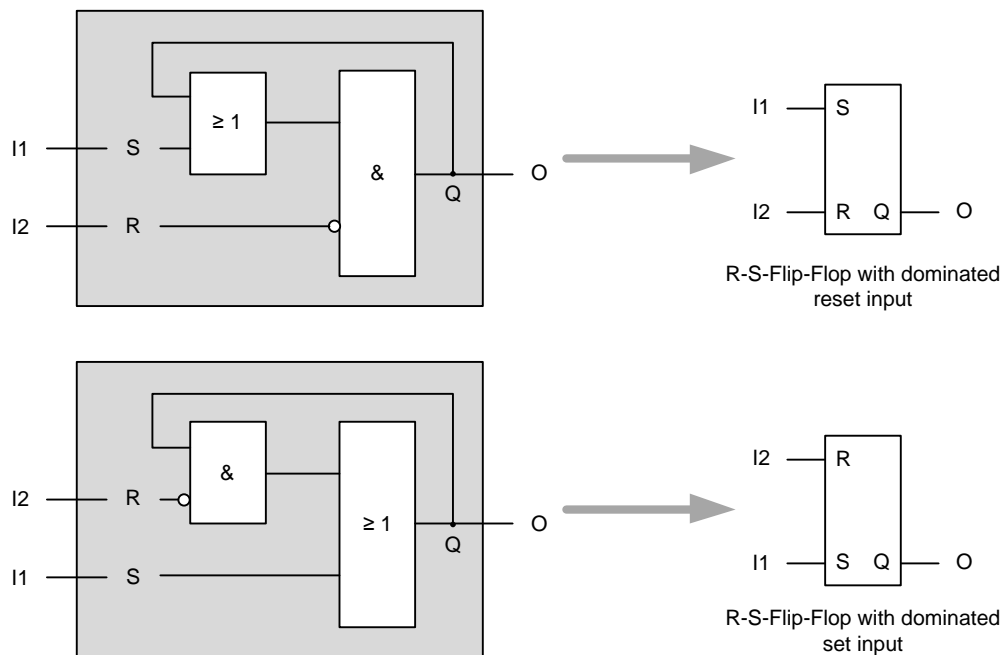 ≥ 1
I1 S
&
O
Q
I2 R
I1 S
I2 R Q O
R-S-Flip-Flop with dominated
reset input
&
I2 R
≥ 1
O
Q
I1 S
I2 R
I1 S Q O
R-S-Flip-Flop with dominated
set input